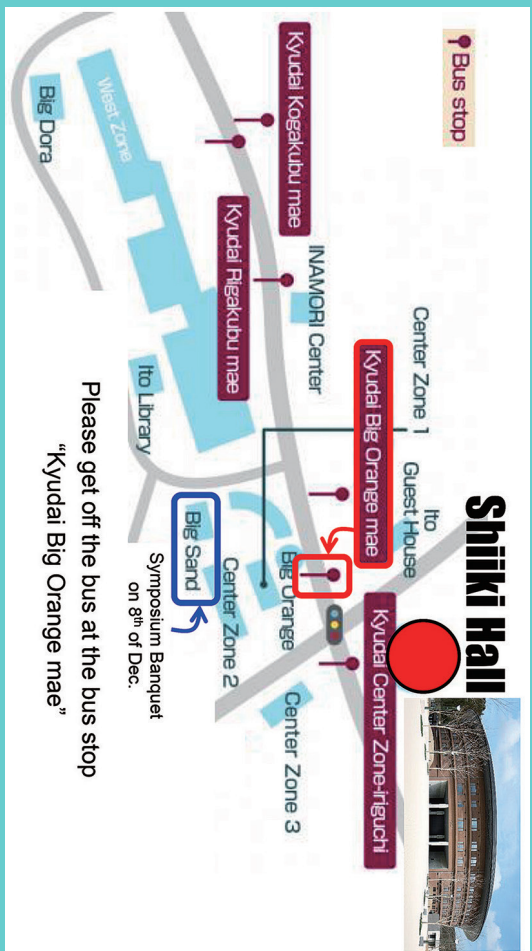 Bus stop
Shiiki Hall
Kyudai Kogakubu mae
Center Zone 1
Kyudai Big Orange mae
Ito
Guest House
Kyudai Center Zone-iriguchi
INAMORI Center
Kyudai Rigakubu mae
Big Orange
Center Zone 3
West Zone
Big Dora
Ito Library
Big Sand
Center Zone 2
Symposium Banquet
on 8th of Dec.
Please get off the bus at the bus stop
“Kyudai Big Orange mae”